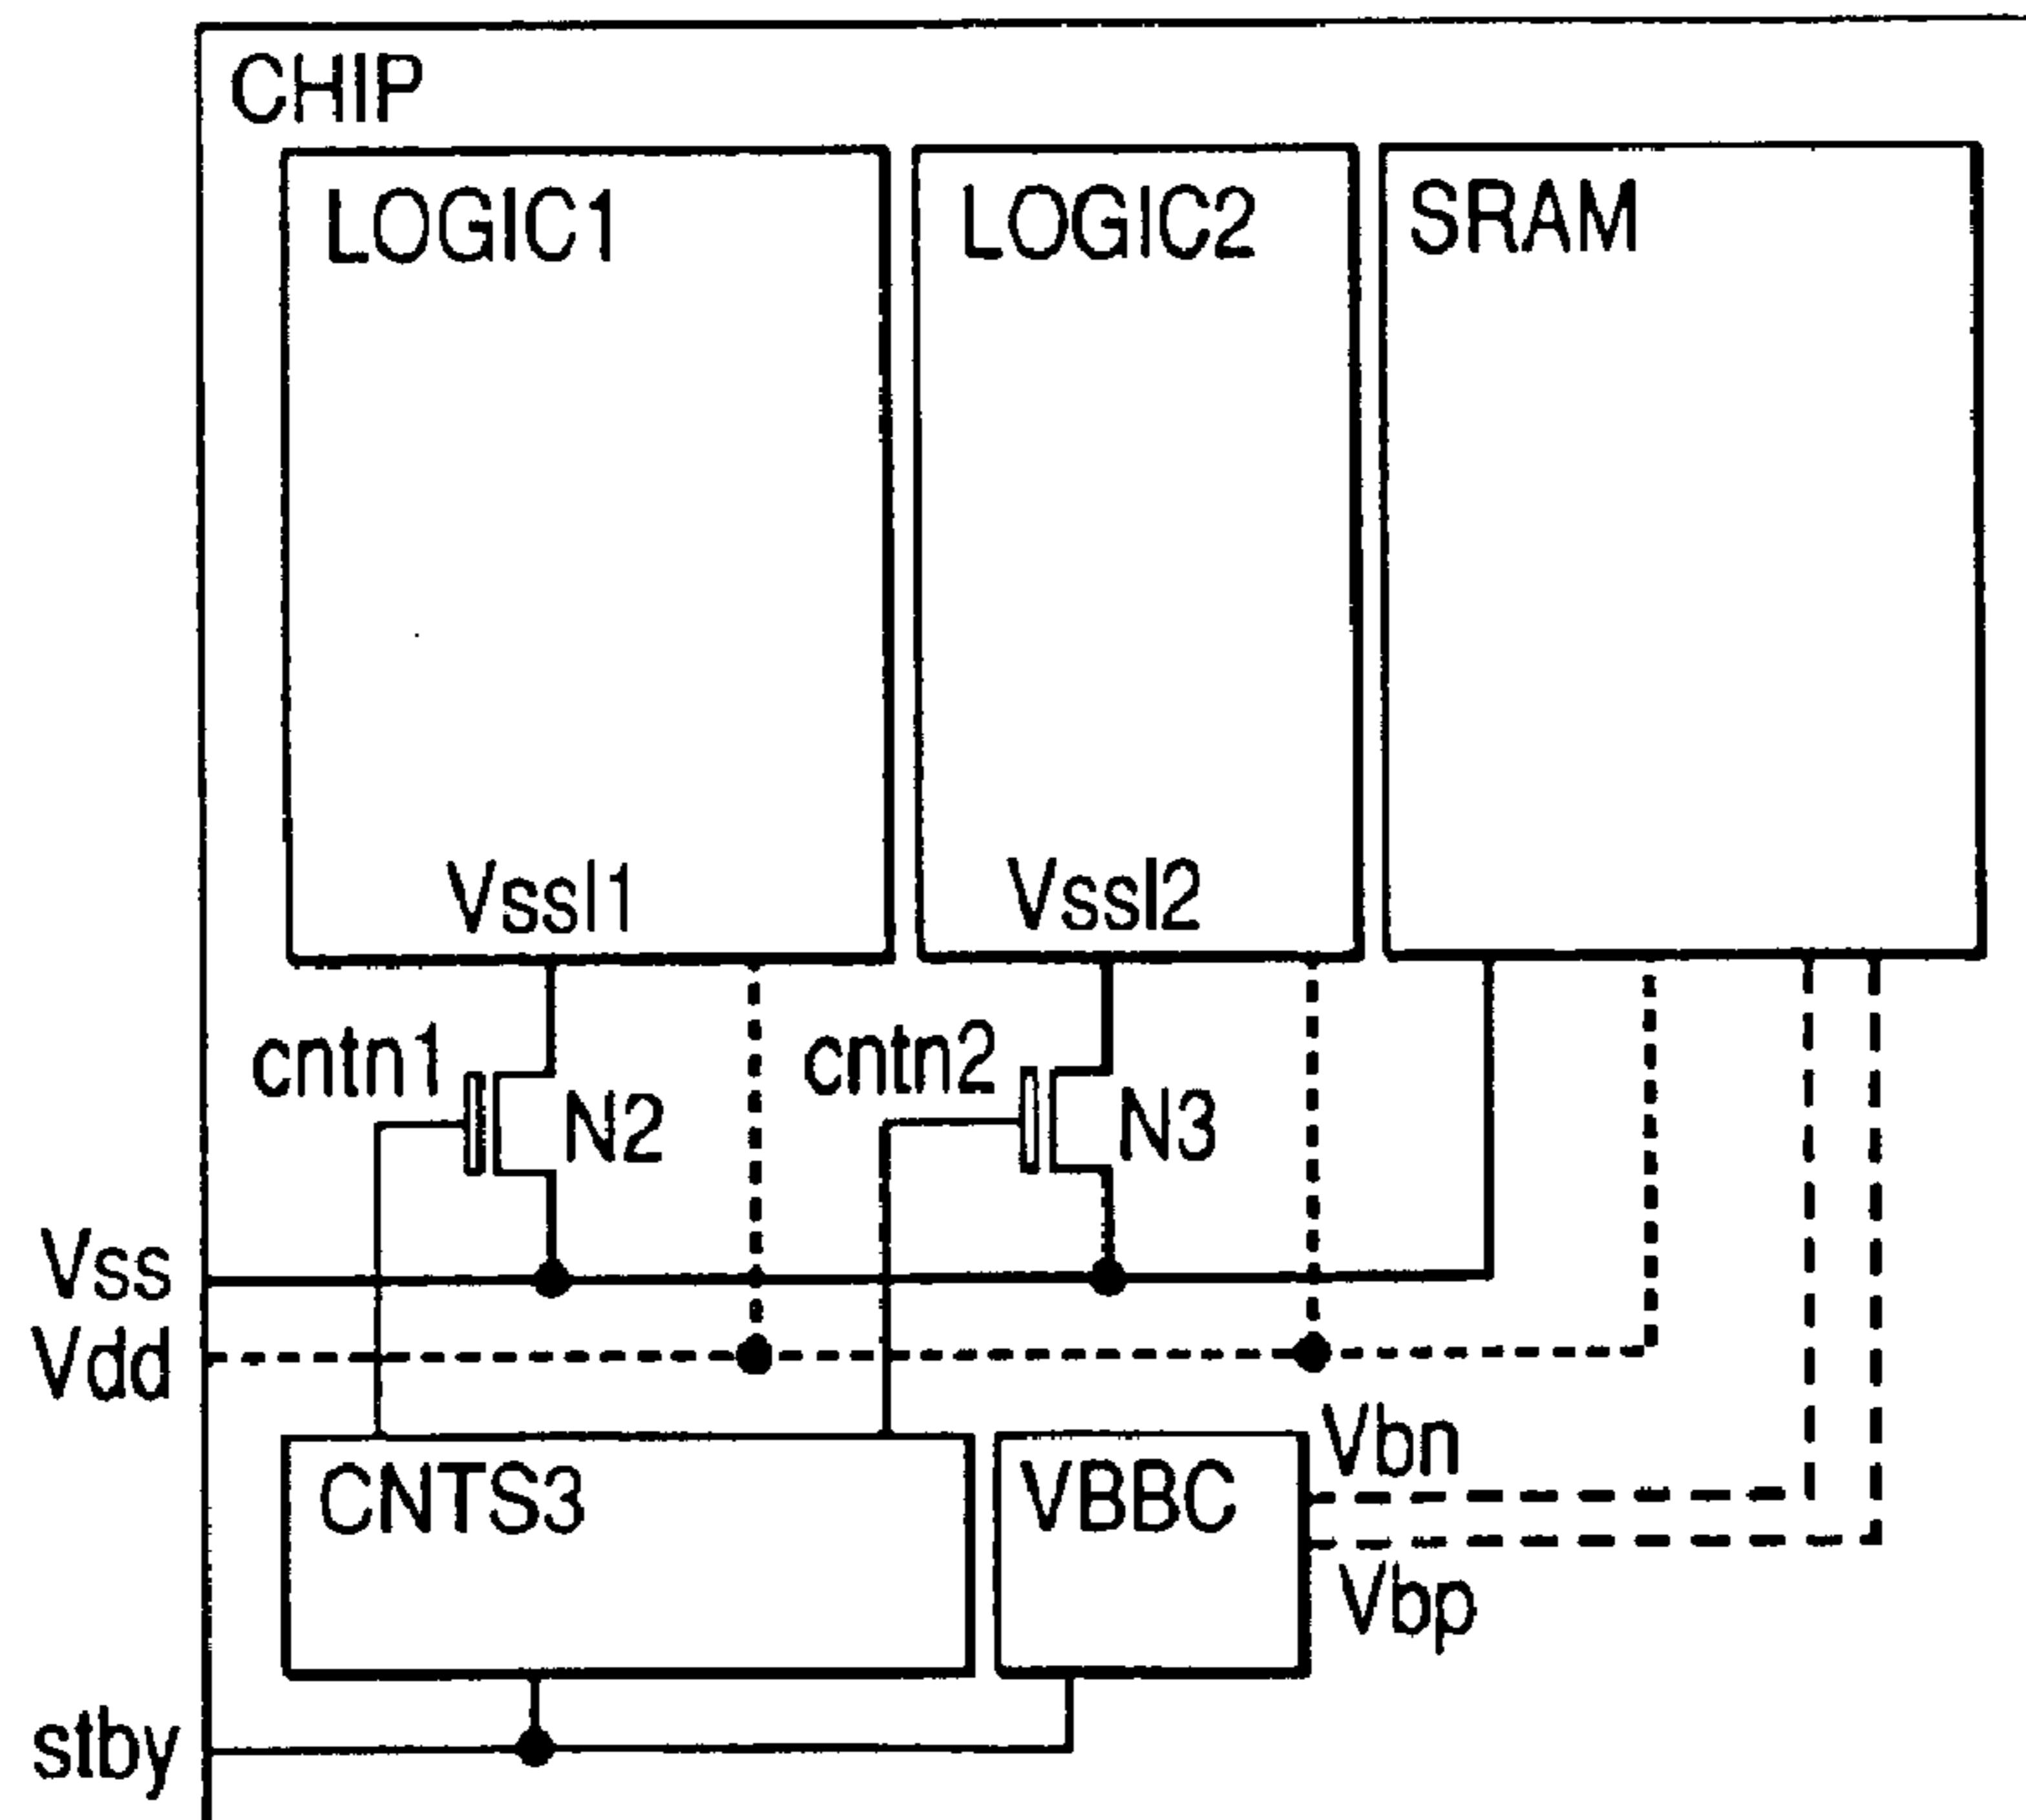 CHIP
LOGIC1
LOGIC2
SRAM
Vssl1
Vssl2
cntn1
N2
cntn2
N3
Vss
Vdd
CNTS3
VBBC
Vbn
Vbp
stby